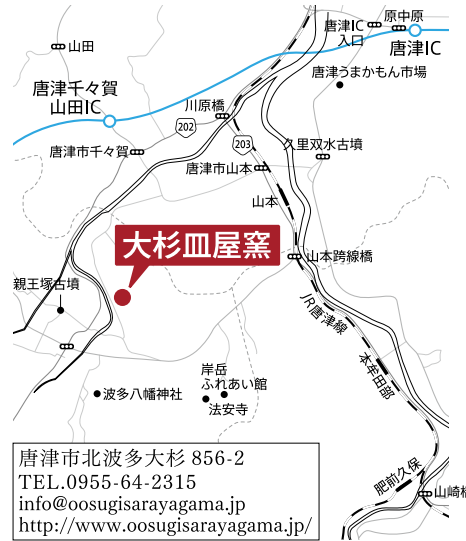 原中原
唐津IC
入口
唐津IC
山田
唐津うまかもん市場
唐津千々賀
山田IC
川原橋
202
203
唐津市千々賀
久里双水古墳
唐津市山本
山本
大杉皿屋窯
山本跨線橋
親王塚古墳
JR唐津線
本牟田部
岸岳
ふれあい館
波多八幡神社
法安寺
肥前久保
山崎橋
唐津市北波多大杉 856-2
TEL.0955-64-2315
info@oosugisarayagama.jp
http://www.oosugisarayagama.jp/